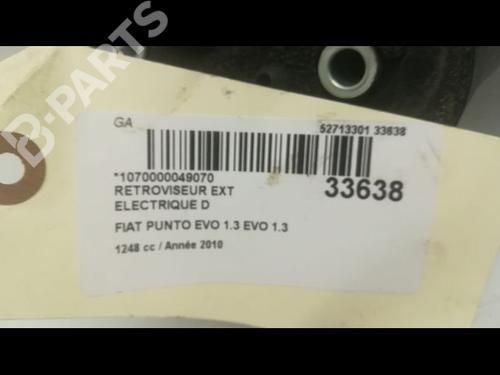 B-PARTS
GA
52713301 33638
*1070000049070
33638
RETROVISEUR EXT
ELECTRIQUE D
FIAT PUNTO EVO 1.3 EVO 1.3
1248 cc / Année 2010